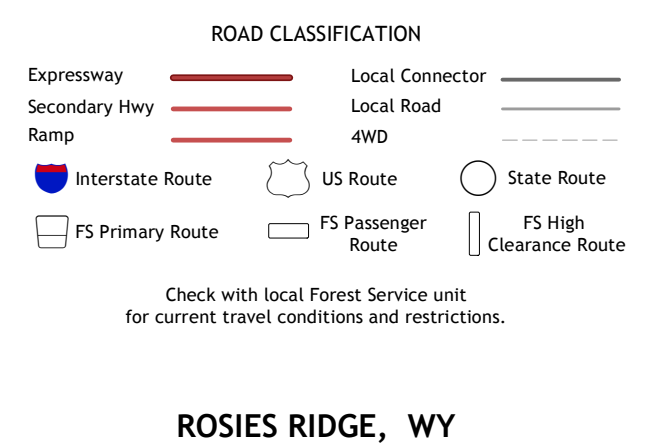 ROAD CLASSIFICATION
Expressway
Local Connector
Secondary Hwy
Local Road
Ramp
4WD
Interstate Route
US Route
State Route
FS Primary Route
FS Passenger
Route
FS High
Clearance Route
Check with local Forest Service unit
for current travel conditions and restrictions.
ROSIES RIDGE, WY